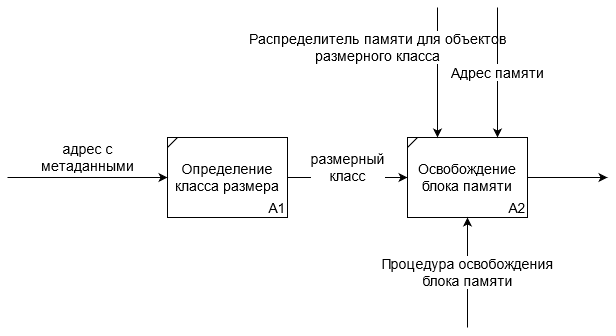 Распределитель памяти для объектов
размерного класса
Адрес памяти
адрес с
метаданными
Определение
класса размера
A1
размерный
класс
Освобождение
блока памяти
A2
Процедура освобождения
блока памяти